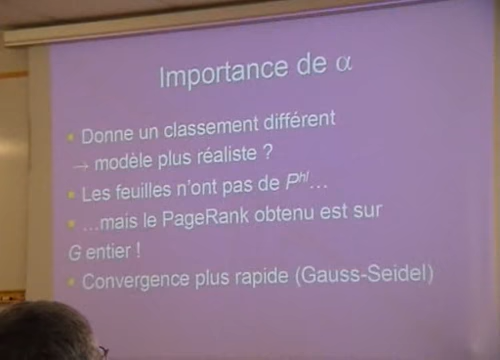 Importance de α
Donne un classement différent
→ modèle plus réaliste ?
Les feuilles n'ont pas de Phl…
…mais le PageRank obtenu est sur
G entier !
Convergence plus rapide (Gauss-Seidel)